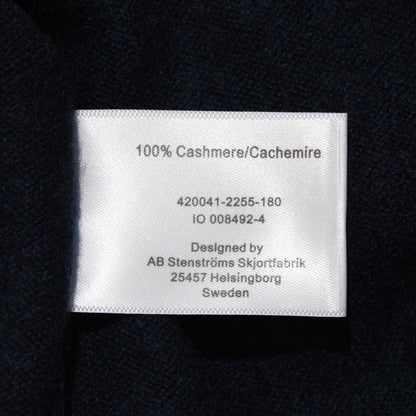 100% Cashmere/Cachemire
420041-2255-180
IO 008492-4
Designed by
AB Stenströms Skjortfabrik
25457 Helsingborg
Sweden